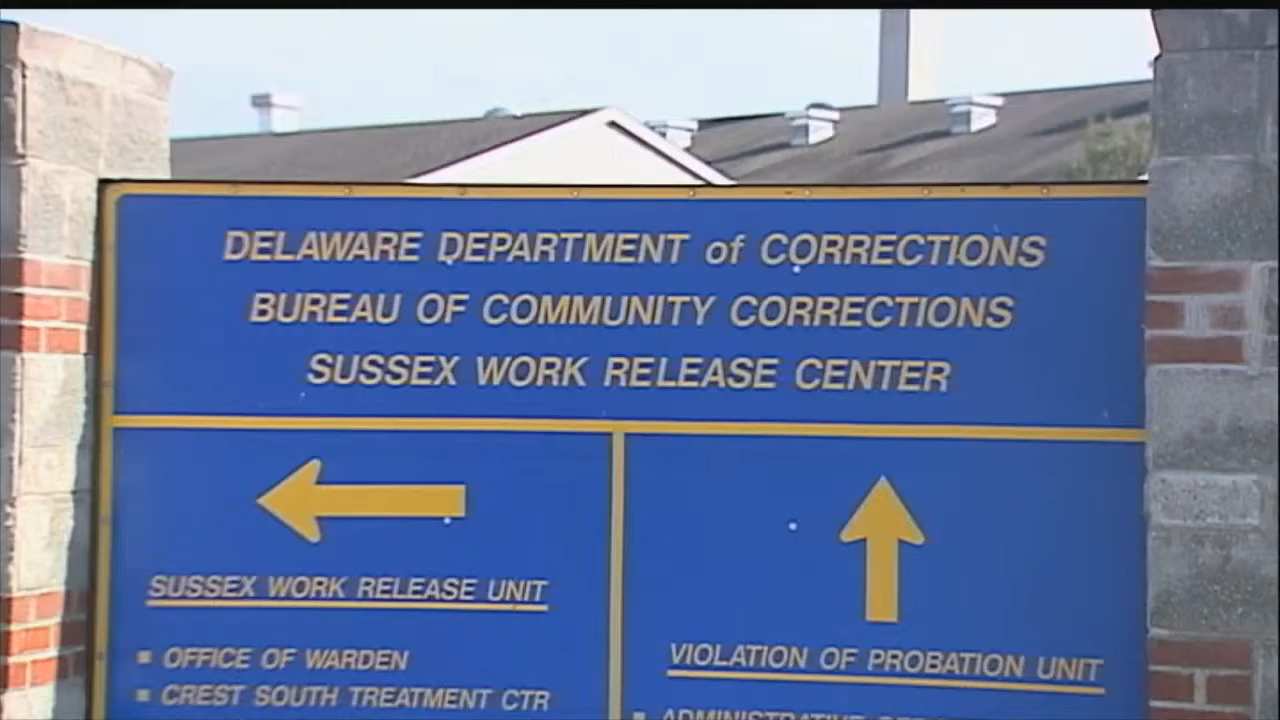 DELAWARE DEPARTMENT of CORRECTIONS
BUREAU OF COMMUNITY CORRECTIONS
SUSSEX WORK RELEASE CENTER
SUSSEX WORK RELEASE UNIT
▪ OFFICE OF WARDEN
▪ CREST SOUTH TREATMENT CTR
VIOLATION OF PROBATION UNIT
▪ ADMINISTRATIVE